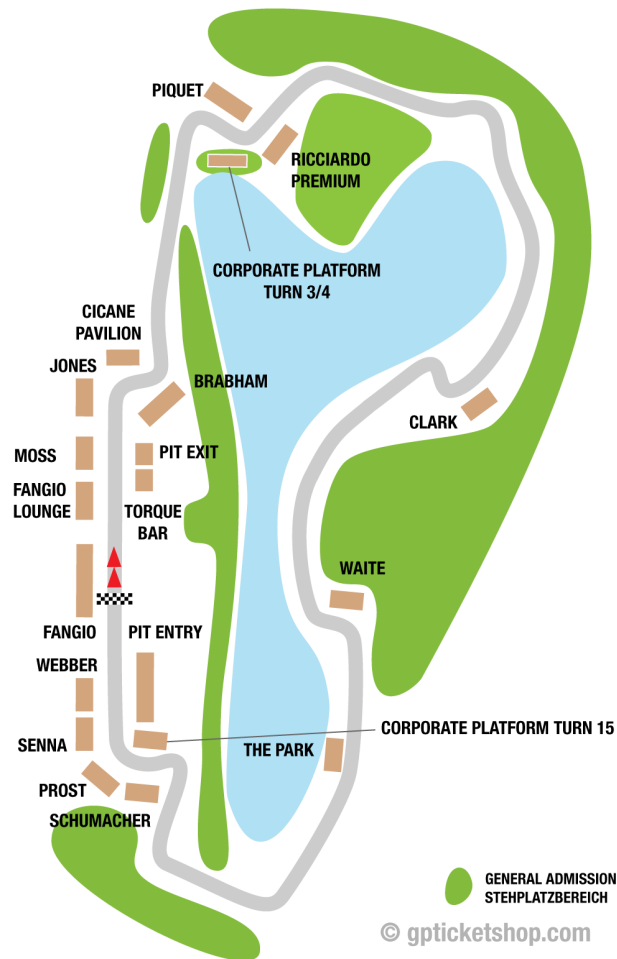 PIQUET
RICCIARDO
PREMIUM
CORPORATE PLATFORM
TURN 3/4
CICANE
PAVILION
JONES
BRABHAM
CLARK
MOSS
PIT EXIT
FANGIO
LOUNGE
TORQUE
BAR
WAITE
FANGIO
PIT ENTRY
WEBBER
CORPORATE PLATFORM TURN 15
SENNA
THE PARK
PROST
SCHUMACHER
GENERAL ADMISSION
STEHPLATZBEREICH
© gpticketshop.com